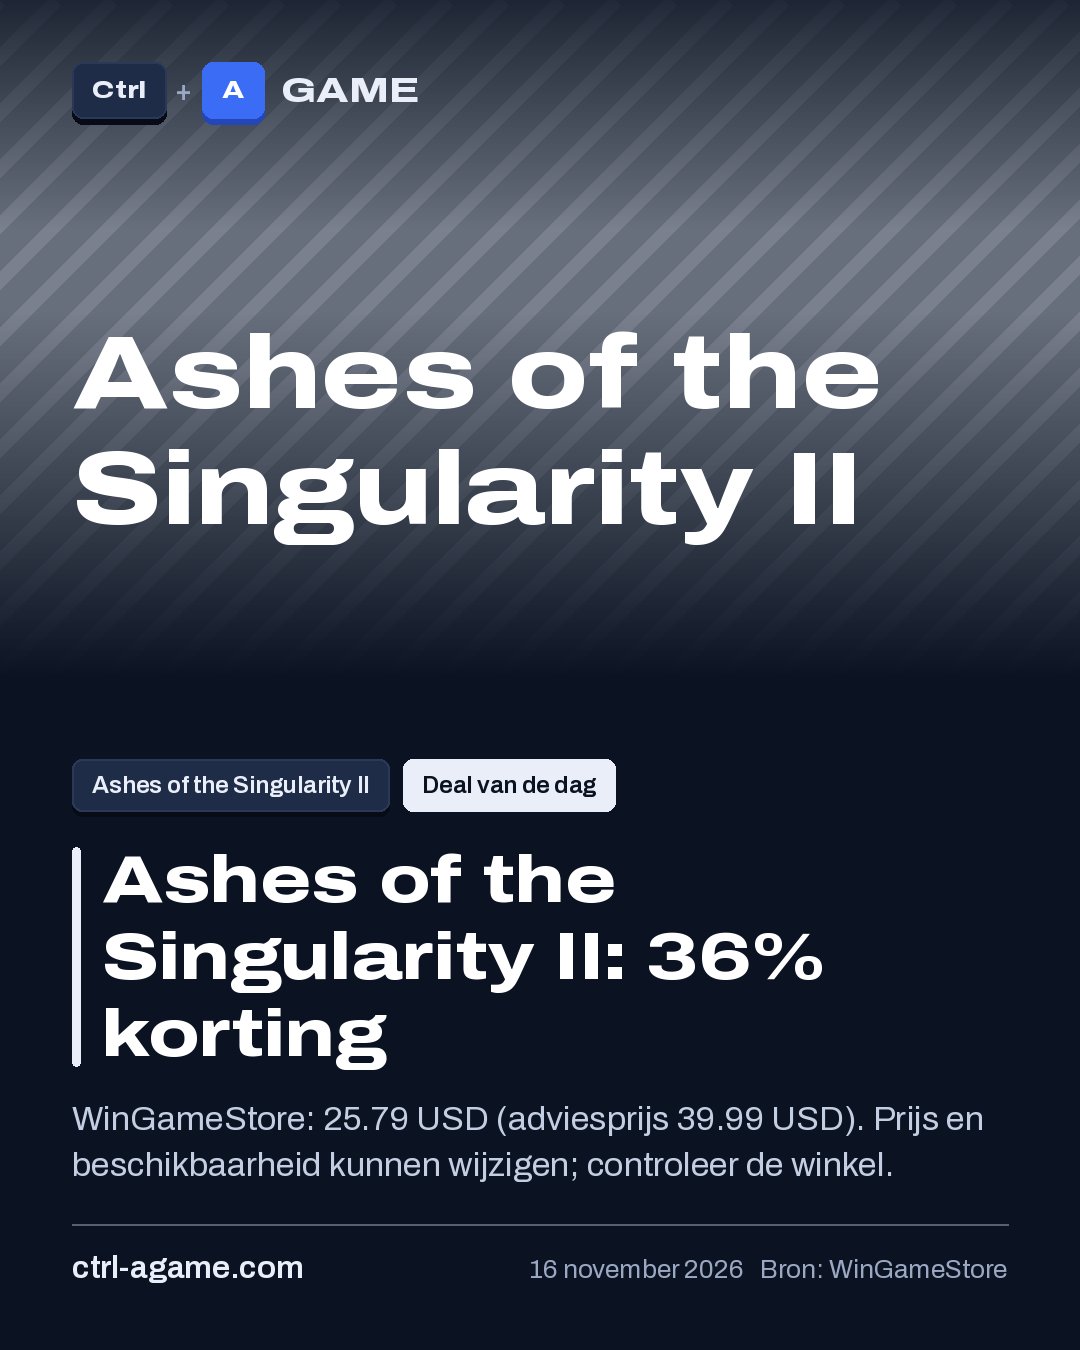 Ctrl + A GAME
Ashes of the
Singularity II
Ashes of the Singularity II
Deal van de dag
Ashes of the
Singularity II: 36%
korting
WinGameStore: 25.79 USD (adviesprijs 39.99 USD). Prijs en
beschikbaarheid kunnen wijzigen; controleer de winkel.
ctrl-agame.com
16 november 2026 Bron: WinGameStore